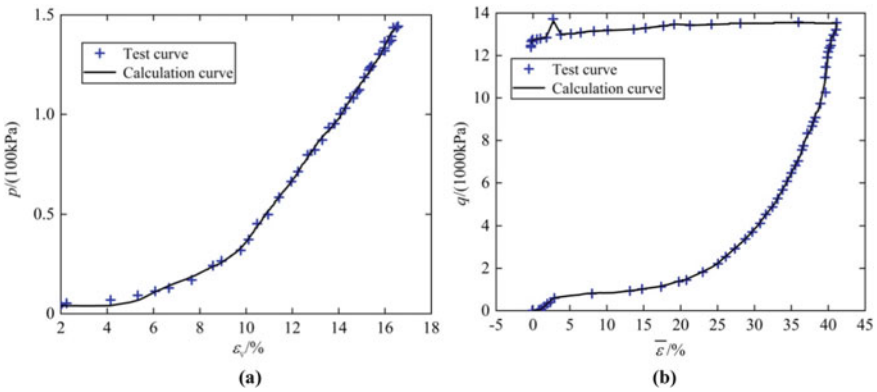 1.5
1.0
0.5
0.0
2 4 6 8 10 12 14 16 18
p/(100kPa)
εv/%
Test curve
Calculation curve
(a)
14
12
10
8
6
4
2
0
-5 0 5 10 15 20 25 30 35 40 45
q/(1000kPa)
ε̅/%
Test curve
Calculation curve
(b)